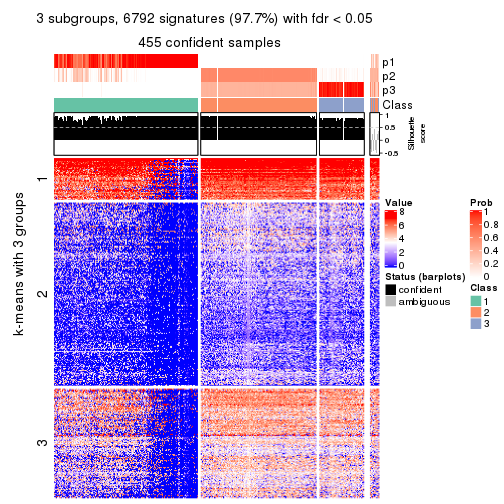 3 subgroups, 6792 signatures (97.7%) with fdr < 0.05
455 confident samples
p1
p2
p3
Class
1
0.5
0
-0.5
Silhouette
score
k-means with 3 groups
1
2
3
Value
8
6
4
2
0
Status (barplots)
confident
ambiguous
Prob
1
0.8
0.6
0.4
0.2
0
Class
1
2
3